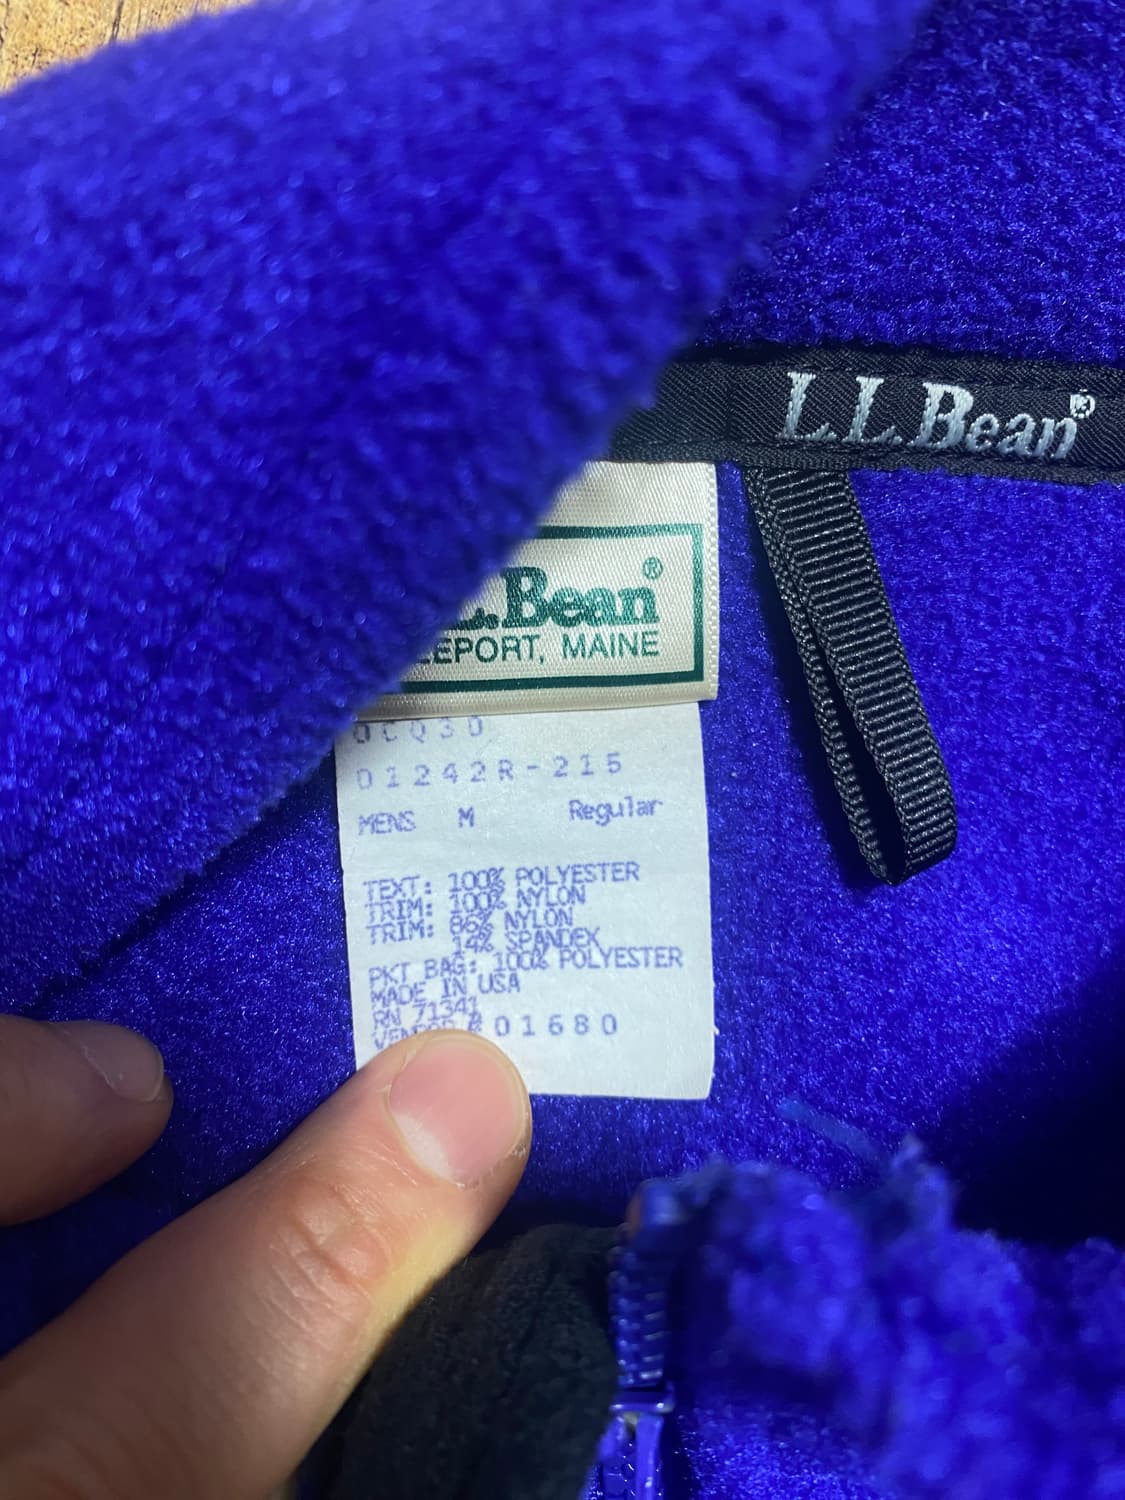 L.L.Bean®
L.Bean®
EEPORT, MAINE
0CQ30
01242R-215
MENS M Regular
TEXT: 100% POLYESTER
TRIM: 100% NYLON
TRIM: 86% NYLON
14% SPANDEX
PKT BAG: 100% POLYESTER
MADE IN USA
RN 71341
#01680